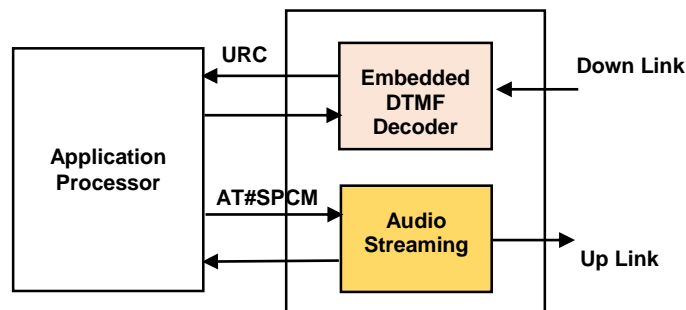 URC
Embedded
DTMF
Decoder
Down Link
Application
Processor
AT#SPCM
Audio
Streaming
Up Link